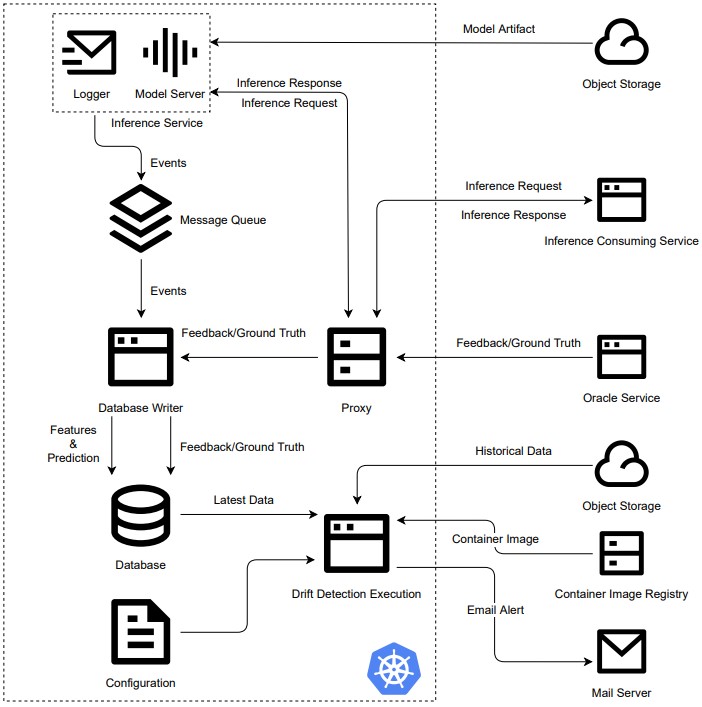 Model Artifact
Logger
Model Server
Object Storage
Inference Response
Inference Request
Inference Service
Events
Message Queue
Inference Request
Inference Response
Inference Consuming Service
Events
Feedback/Ground Truth
Feedback/Ground Truth
Database Writer
Proxy
Oracle Service
Features
&
Prediction
Feedback/Ground Truth
Historical Data
Latest Data
Object Storage
Container Image
Database
Drift Detection Execution
Container Image Registry
Email Alert
Configuration
Mail Server